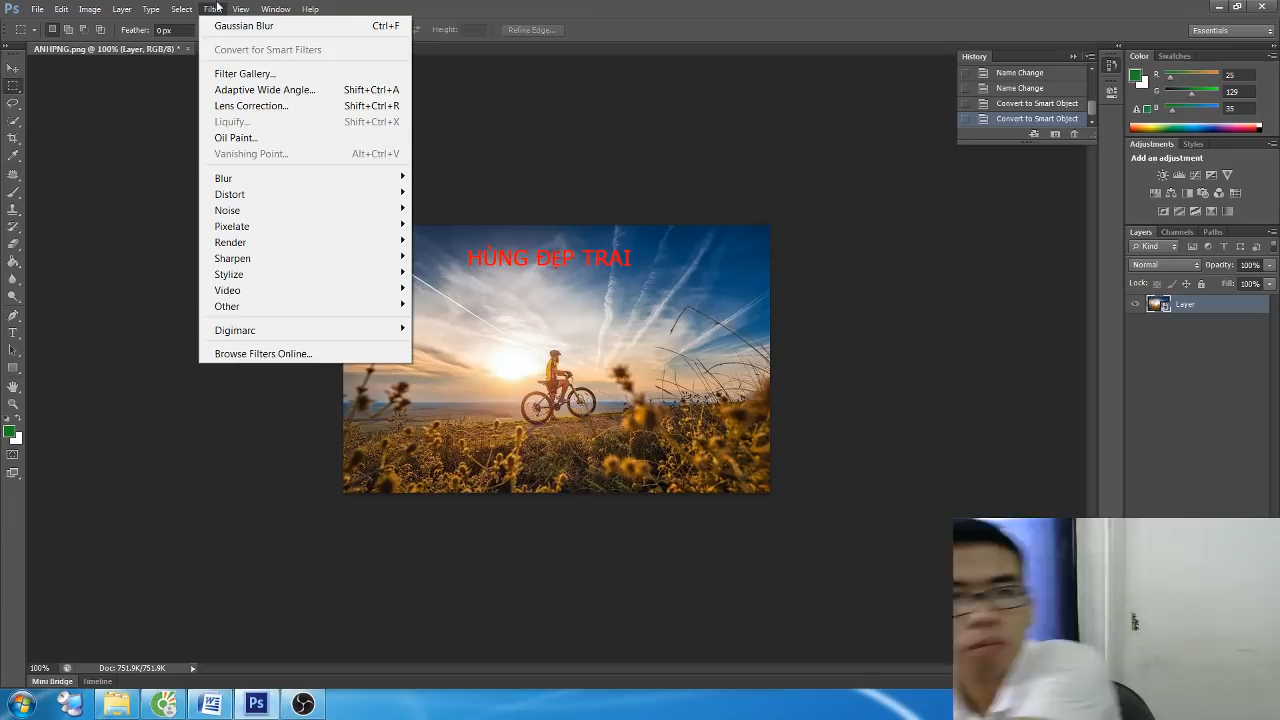 Ps File Edit Image Layer Type Select Filter View Window Help
Feather: 0 px
Height:
Refine Edge...
Essentials
ANHPNG.png @ 100% (Layer, RGB/8) *
Gaussian Blur Ctrl+F
Convert for Smart Filters
Filter Gallery...
Adaptive Wide Angle... Shift+Ctrl+A
Lens Correction... Shift+Ctrl+R
Liquify... Shift+Ctrl+X
Oil Paint...
Vanishing Point... Alt+Ctrl+V
Blur
Distort
Noise
Pixelate
Render
Sharpen
Stylize
Video
Other
Digimarc
Browse Filters Online...
HÙNG ĐẸP TRAI
History
Name Change
Name Change
Convert to Smart Object
Convert to Smart Object
Color Swatches
R 25
G 129
B 35
Adjustments Styles
Add an adjustment
Layers Channels Paths
Kind
Normal Opacity: 100%
Lock: Fill: 100%
Layer
100% Doc: 751.9K/751.9K
Mini Bridge Timeline